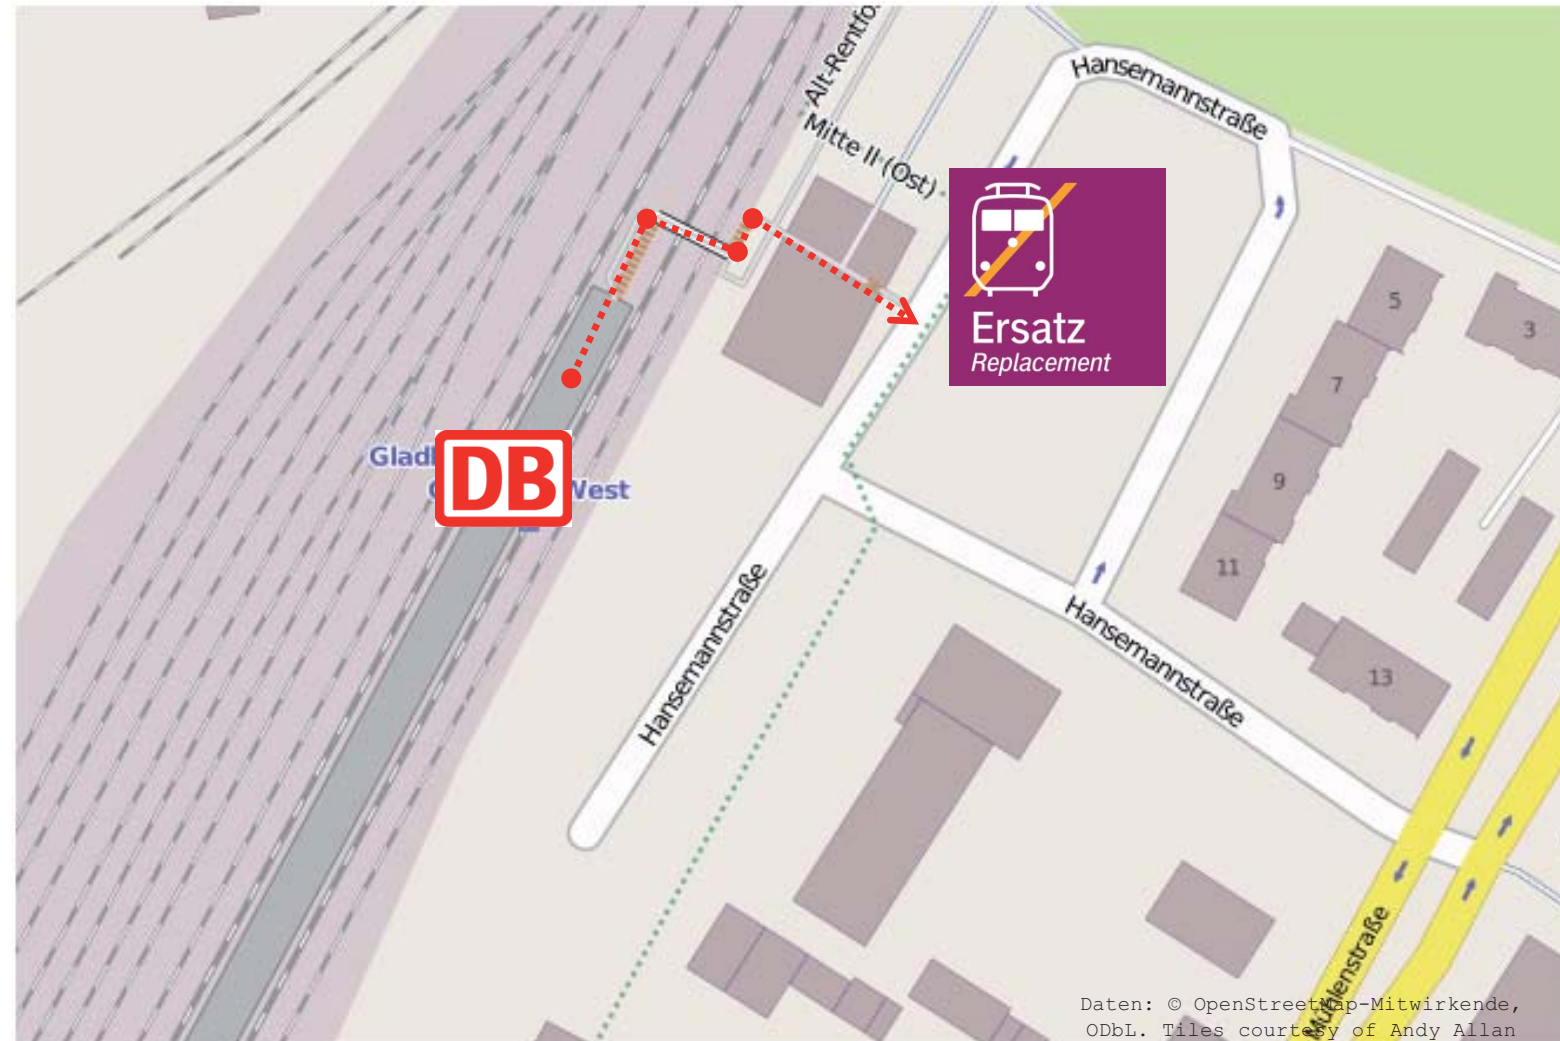 Alt-Rentfo
Hansemannstraße
Mitte II (Ost)
Ersatz
Replacement
5
3
7
Gladb
DB
West
9
11
Hansemannstraße
Hansemannstraße
13
Mühlenstraße
Daten: © OpenStreetMap-Mitwirkende,
ODbL. Tiles courtesy of Andy Allan